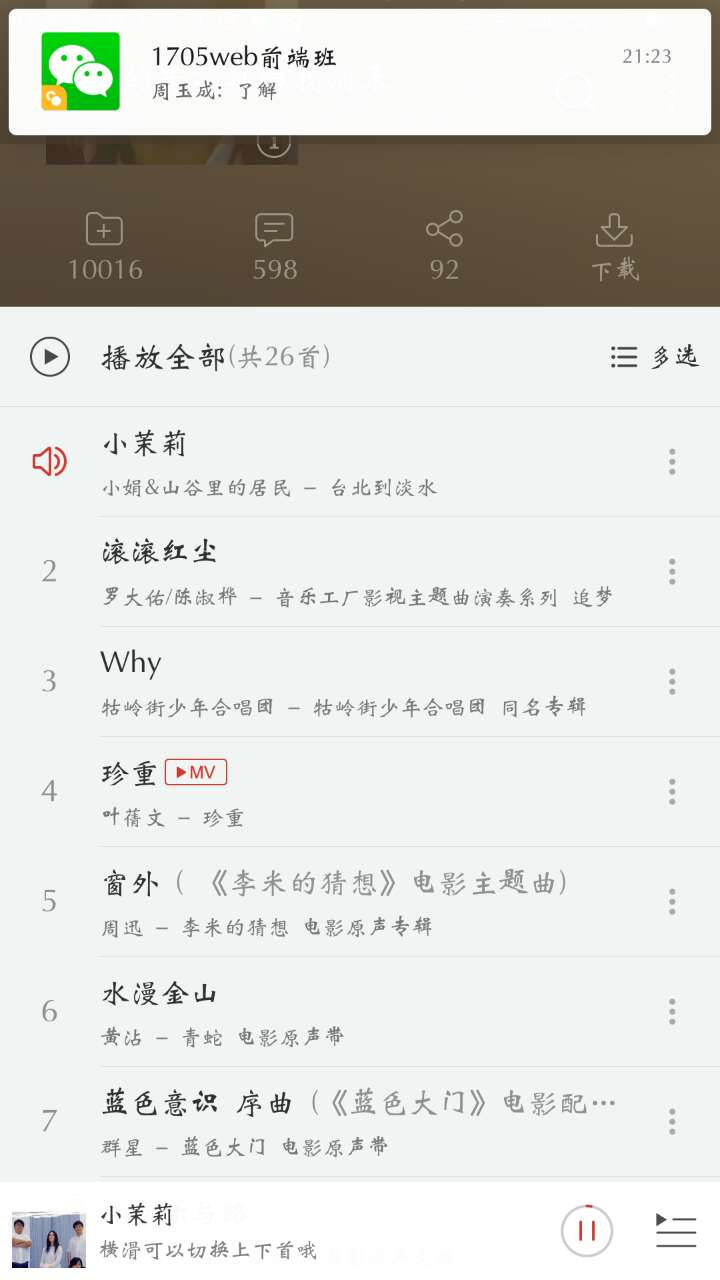 1705web前端班
21:23
周玉成: 了解
10016
598
92
下载
播放全部(共26首)
多选
小茉莉
小娟&山谷里的居民 - 台北到淡水
2
滚滚红尘
罗大佑/陈淑桦 - 音乐工厂影视主题曲演奏系列 追梦
3
Why
牯岭街少年合唱团 - 牯岭街少年合唱团 同名专辑
4
珍重 MV
叶蒨文 - 珍重
5
窗外 ( 《李米的猜想》电影主题曲)
周迅 - 李米的猜想 电影原声专辑
6
水漫金山
黄沾 - 青蛇 电影原声带
7
蓝色意识 序曲 (《蓝色大门》电影配…
群星 - 蓝色大门 电影原声带
小茉莉
横滑可以切换上下首哦